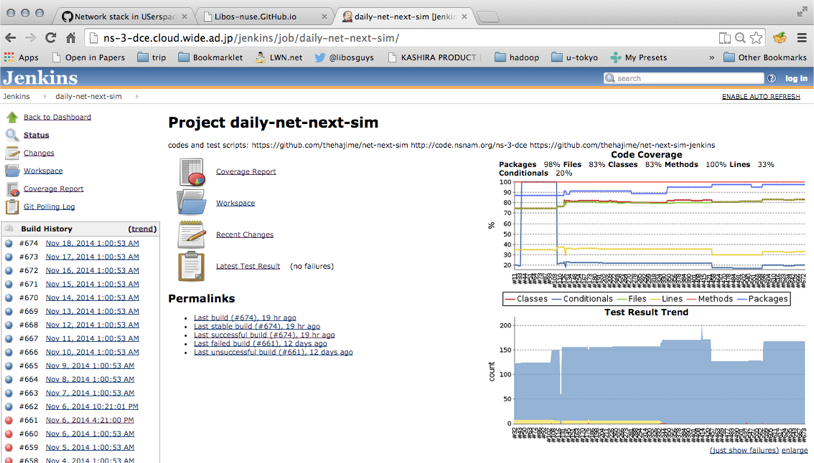 Network stack in USerspac
Libos-nuse.GitHub.io
daily-net-next-sim [Jenkin
ns-3-dce.cloud.wide.ad.jp/jenkins/job/daily-net-next-sim/
Apps Open in Papers trip Bookmarklet LWN.net @libosguys KASHIRA PRODUCT hadoop u-tokyo My Presets » Other Bookmarks
Jenkins
search
? log in
Jenkins daily-net-next-sim
ENABLE AUTO REFRESH
Back to Dashboard
Status
Changes
Workspace
Coverage Report
Git Polling Log
Build History (trend)
#674 Nov 18, 2014 1:00:53 AM
#673 Nov 17, 2014 1:00:53 AM
#672 Nov 16, 2014 1:00:53 AM
#671 Nov 15, 2014 1:00:53 AM
#670 Nov 14, 2014 1:00:53 AM
#669 Nov 13, 2014 1:00:53 AM
#668 Nov 12, 2014 1:00:53 AM
#667 Nov 11, 2014 1:00:53 AM
#666 Nov 10, 2014 1:00:53 AM
#665 Nov 9, 2014 1:00:53 AM
#664 Nov 8, 2014 1:00:53 AM
#663 Nov 7, 2014 1:00:53 AM
#662 Nov 6, 2014 10:21:01 PM
#661 Nov 6, 2014 4:21:00 PM
#660 Nov 6, 2014 1:00:53 AM
#659 Nov 5, 2014 1:00:53 AM
#658 Nov 4, 2014 1:00:53 AM
Project daily-net-next-sim
codes and test scripts: https://github.com/thehajime/net-next-sim http://code.nsnam.org/ns-3-dce https://github.com/thehajime/net-next-sim-jenkins
Coverage Report
Workspace
Recent Changes
Latest Test Result (no failures)
Permalinks
Last build (#674), 19 hr ago
Last stable build (#674), 19 hr ago
Last successful build (#674), 19 hr ago
Last failed build (#661), 12 days ago
Last unsuccessful build (#661), 12 days ago
Code Coverage
Packages 98% Files 83% Classes 83% Methods 100% Lines 33%
Conditionals 20%
100
90
80
70
60
50
40
30
20
%
Classes Conditionals Files Lines Methods Packages
Test Result Trend
200
150
100
50
0
count
(just show failures) enlarge